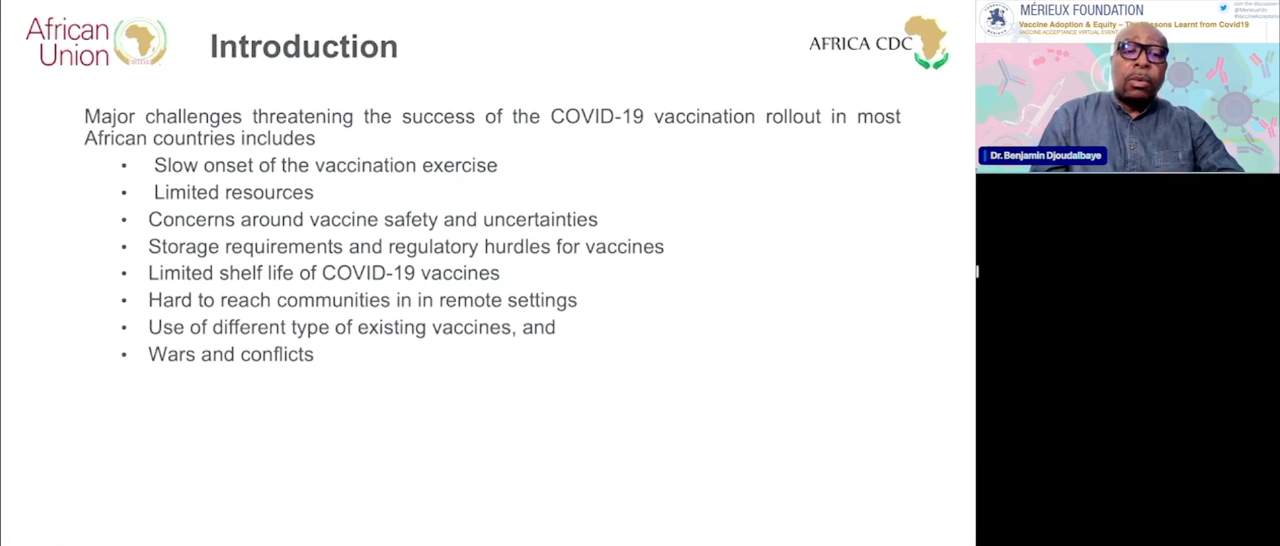 African
Union
Introduction
AFRICA CDC
Major challenges threatening the success of the COVID-19 vaccination rollout in most
African countries includes
• Slow onset of the vaccination exercise
• Limited resources
• Concerns around vaccine safety and uncertainties
• Storage requirements and regulatory hurdles for vaccines
• Limited shelf life of COVID-19 vaccines
• Hard to reach communities in in remote settings
• Use of different type of existing vaccines, and
• Wars and conflicts
MÉRIEUX FOUNDATION
Vaccine Adoption & Equity – Th ssons Learnt from Covid19
VACCINE ACCEPTANCE VIRTUAL EVENT
Join the discussion
Dr. Benjamin Djoudalbaye